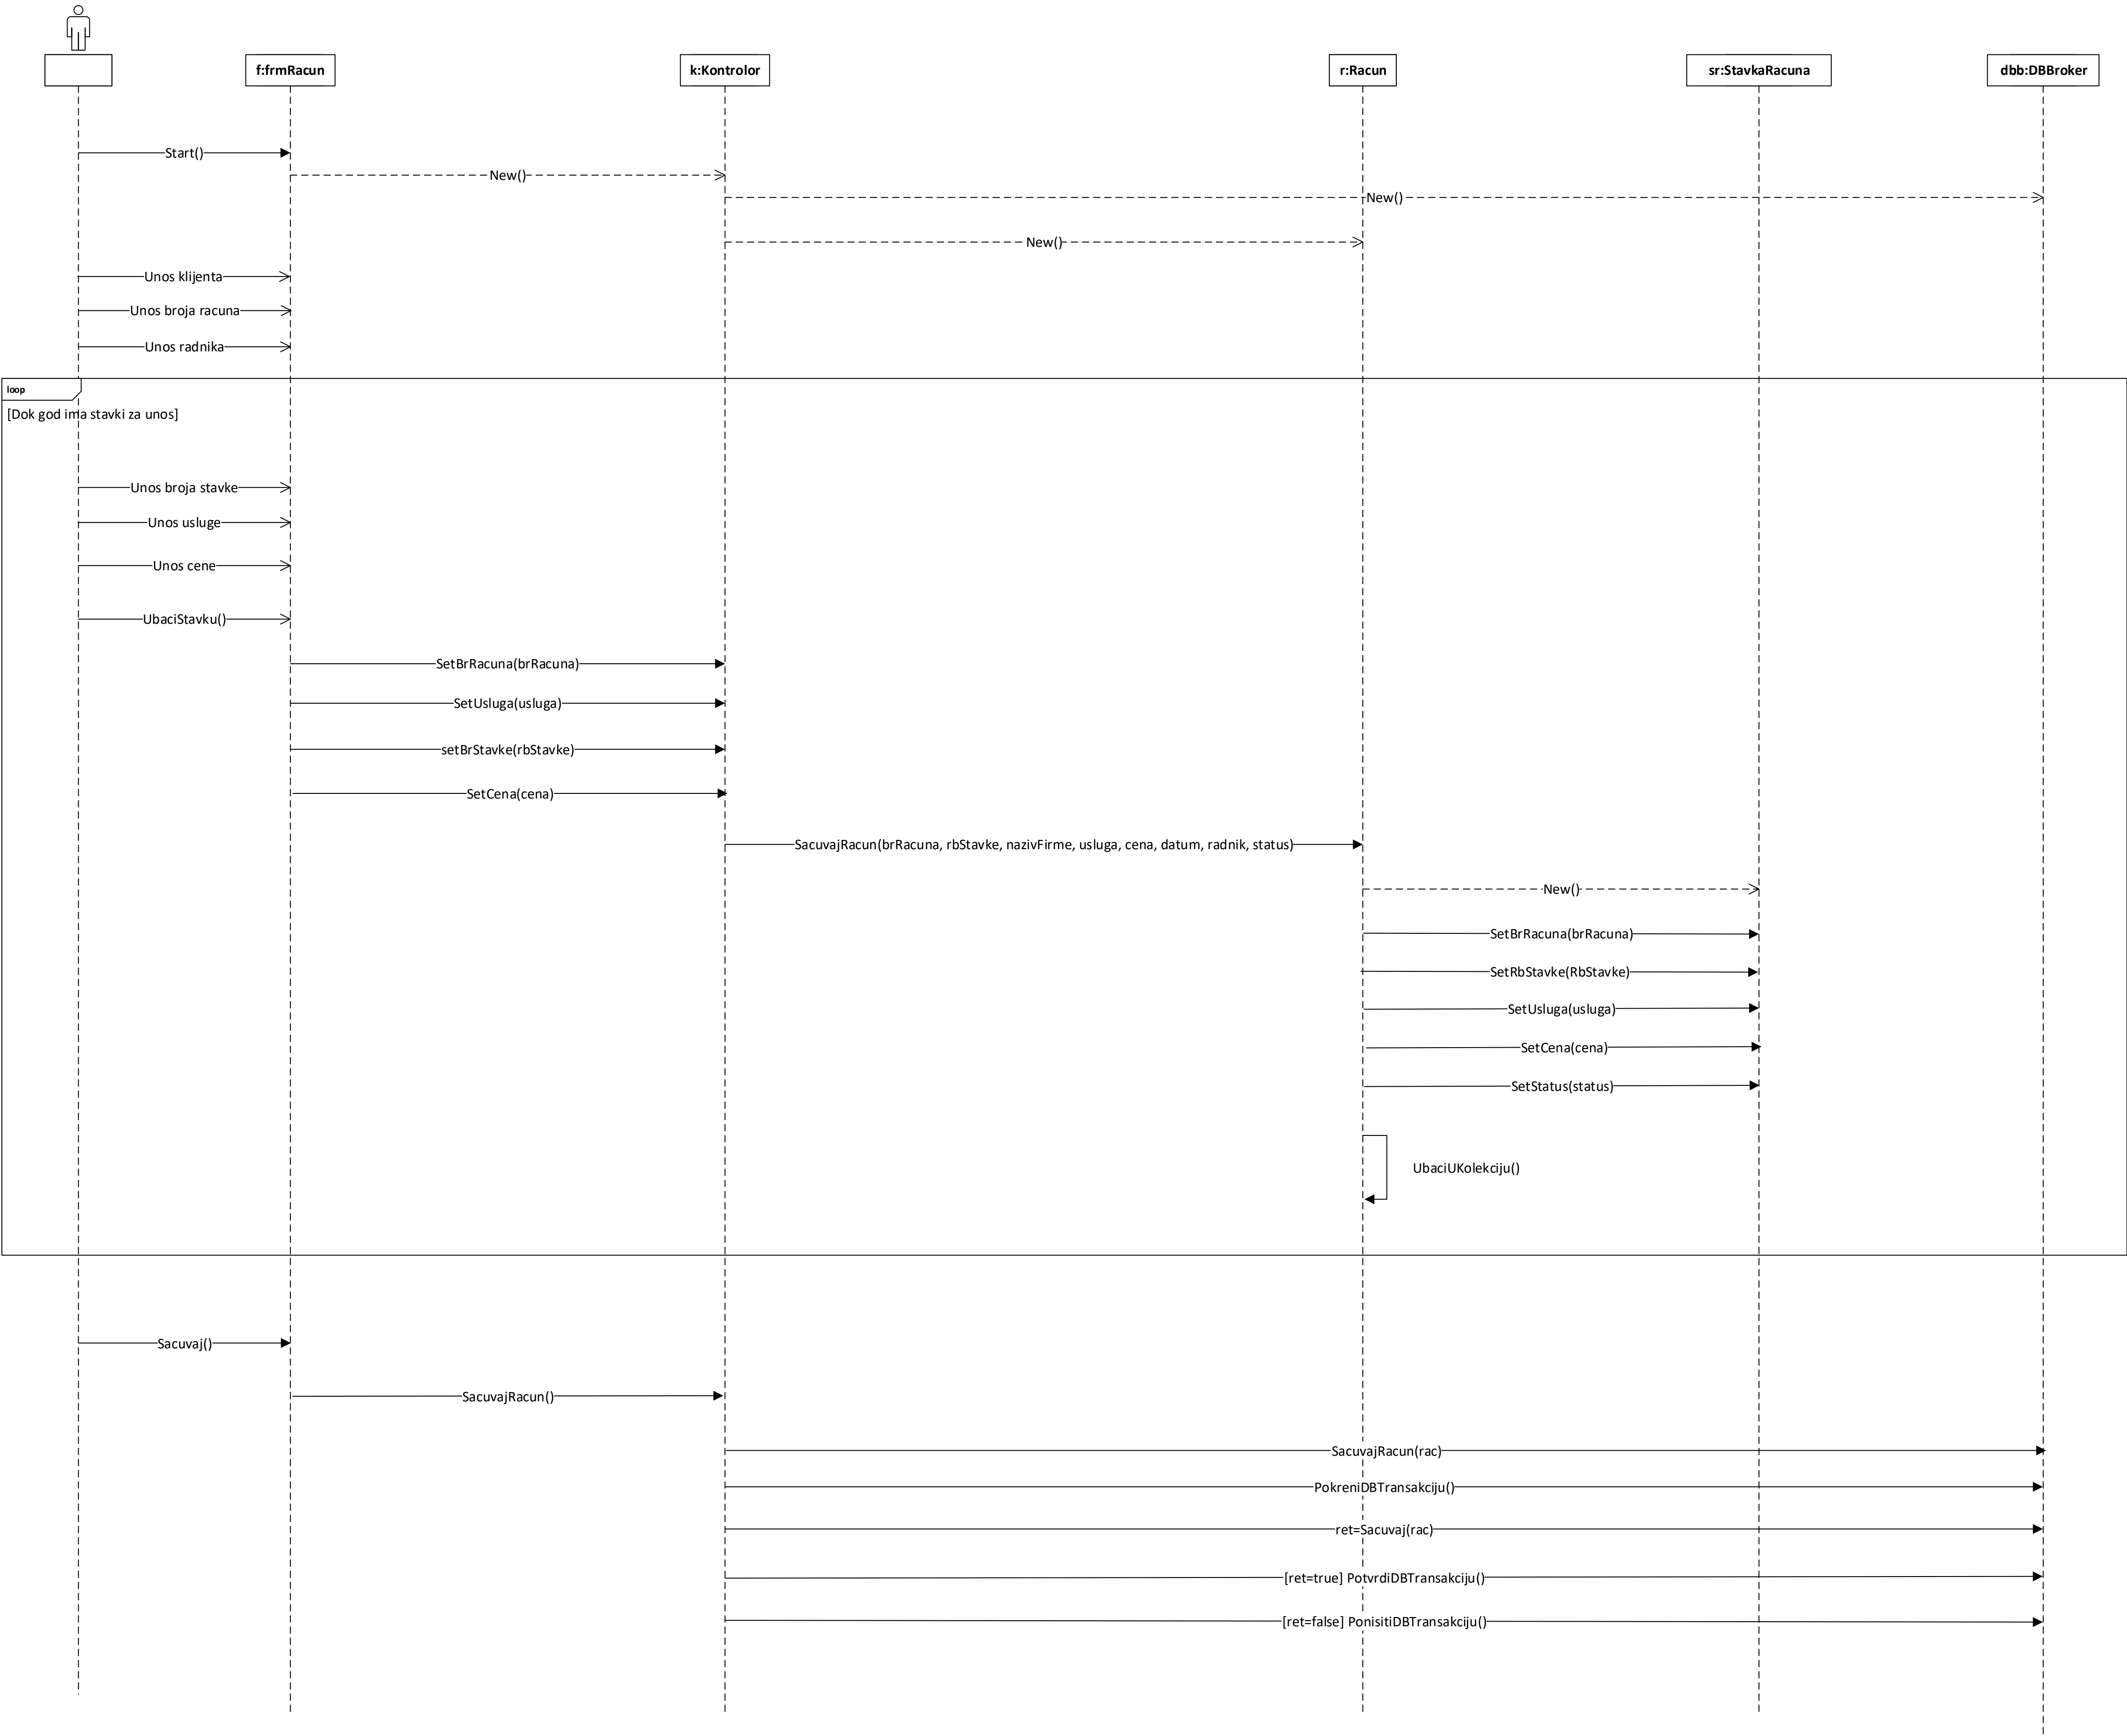 f:frmRacun
k:Kontrolor
r:Racun
sr:StavkaRacuna
dbb:DBBroker
Start()
New()
New()
New()
Unos klijenta
Unos broja racuna
Unos radnika
loop
[Dok god ima stavki za unos]
Unos broja stavke
Unos usluge
Unos cene
UbaciStavku()
SetBrRacuna(brRacuna)
SetUsluga(usluga)
setBrStavke(rbStavke)
SetCena(cena)
SacuvajRacun(brRacuna, rbStavke, nazivFirme, usluga, cena, datum, radnik, status)
New()
SetBrRacuna(brRacuna)
SetRbStavke(RbStavke)
SetUsluga(usluga)
SetCena(cena)
SetStatus(status)
UbaciUKolekciju()
Sacuvaj()
SacuvajRacun()
SacuvajRacun(rac)
PokreniDBTransakciju()
ret=Sacuvaj(rac)
[ret=true] PotvrdiDBTransakciju()
[ret=false] PonisitiDBTransakciju()